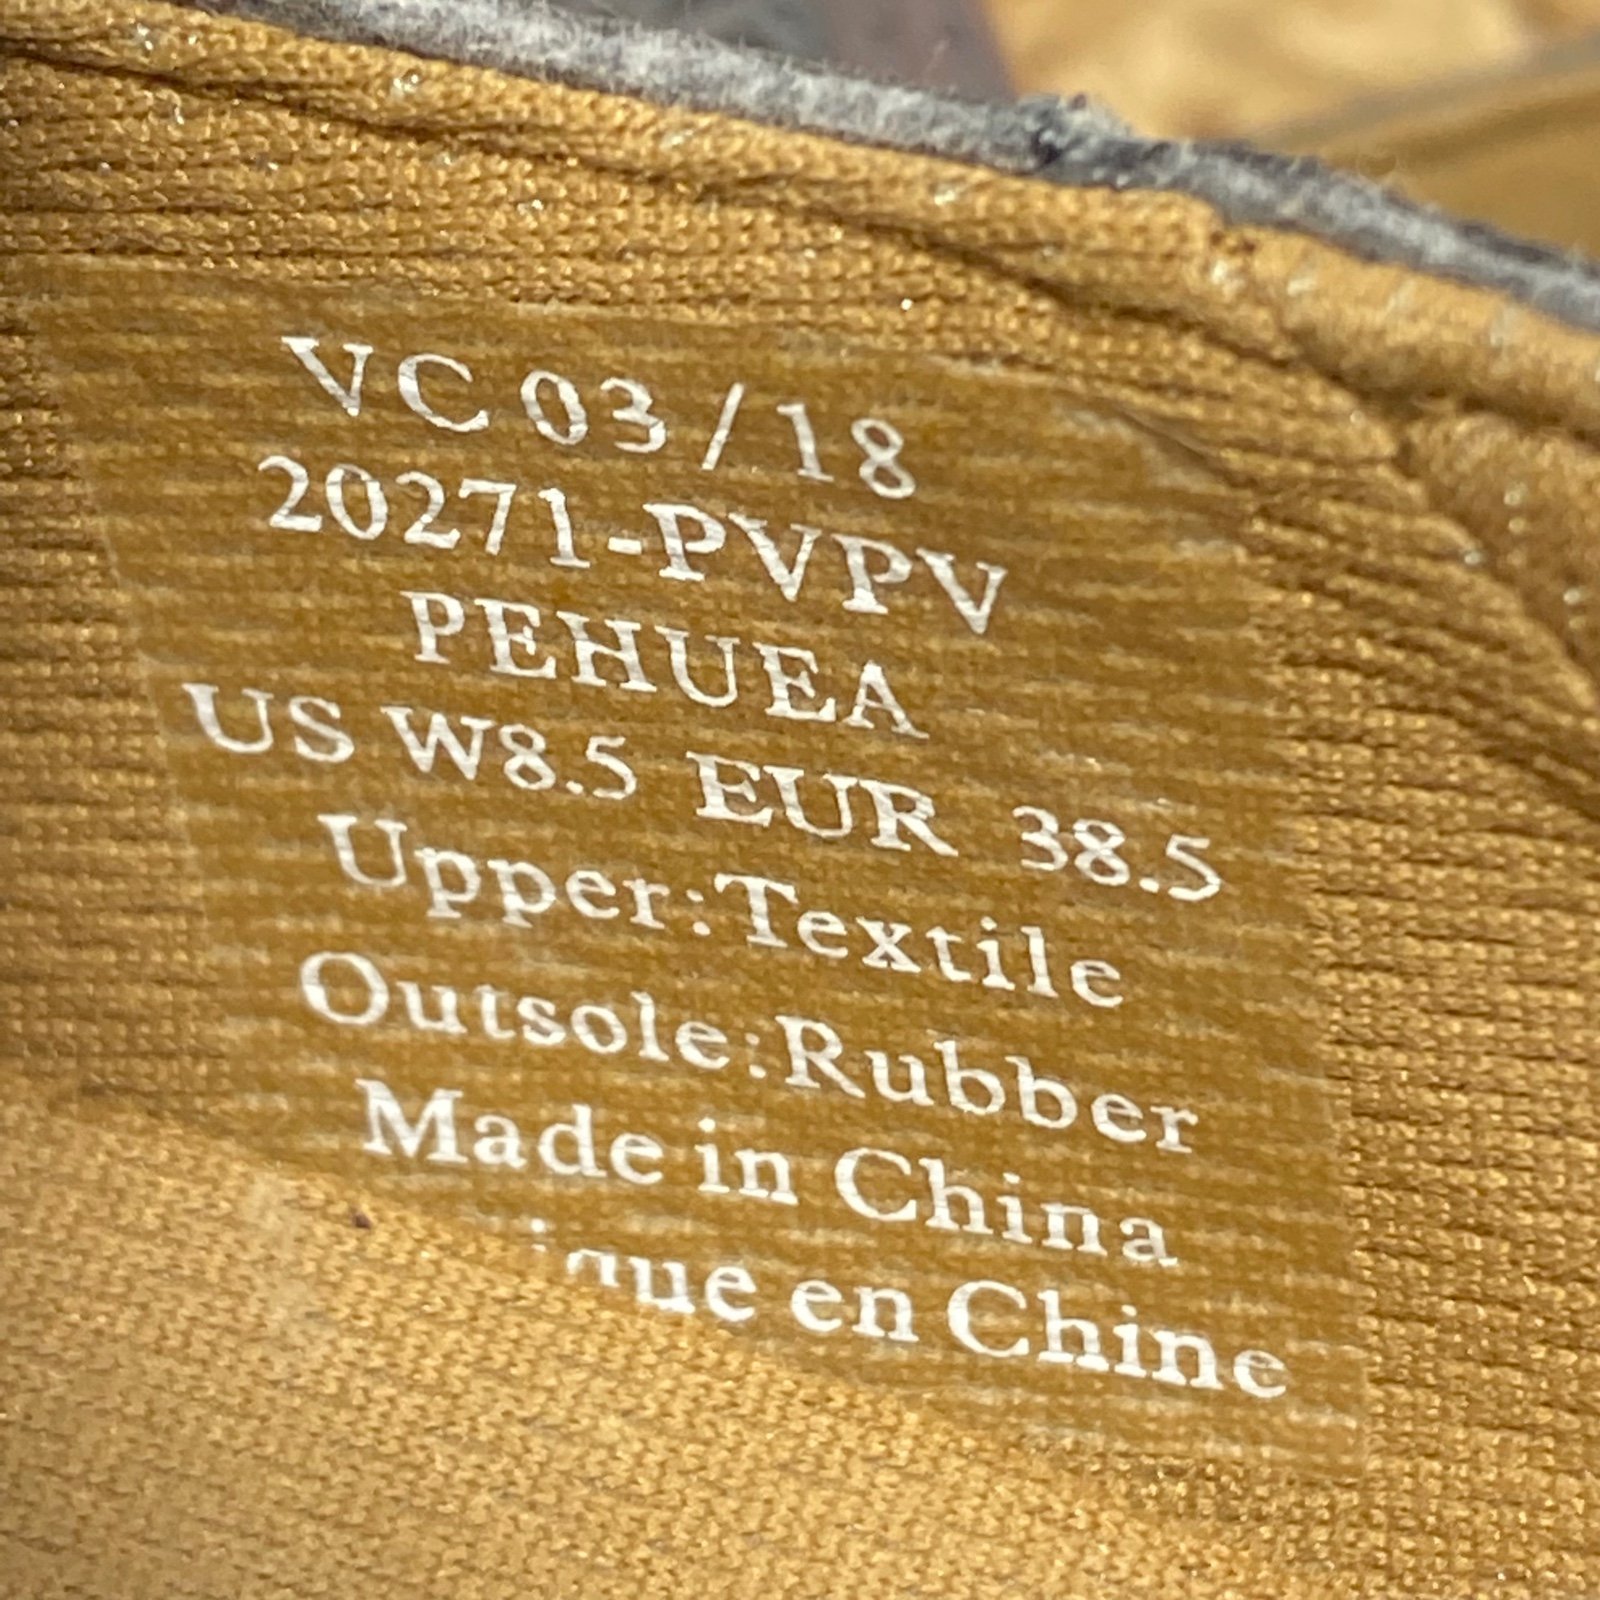 VC 03/18
20271-PVPV
PEHUEA
US W8.5 EUR 38.5
Upper:Textile
Outsole:Rubber
Made in China
en Chine